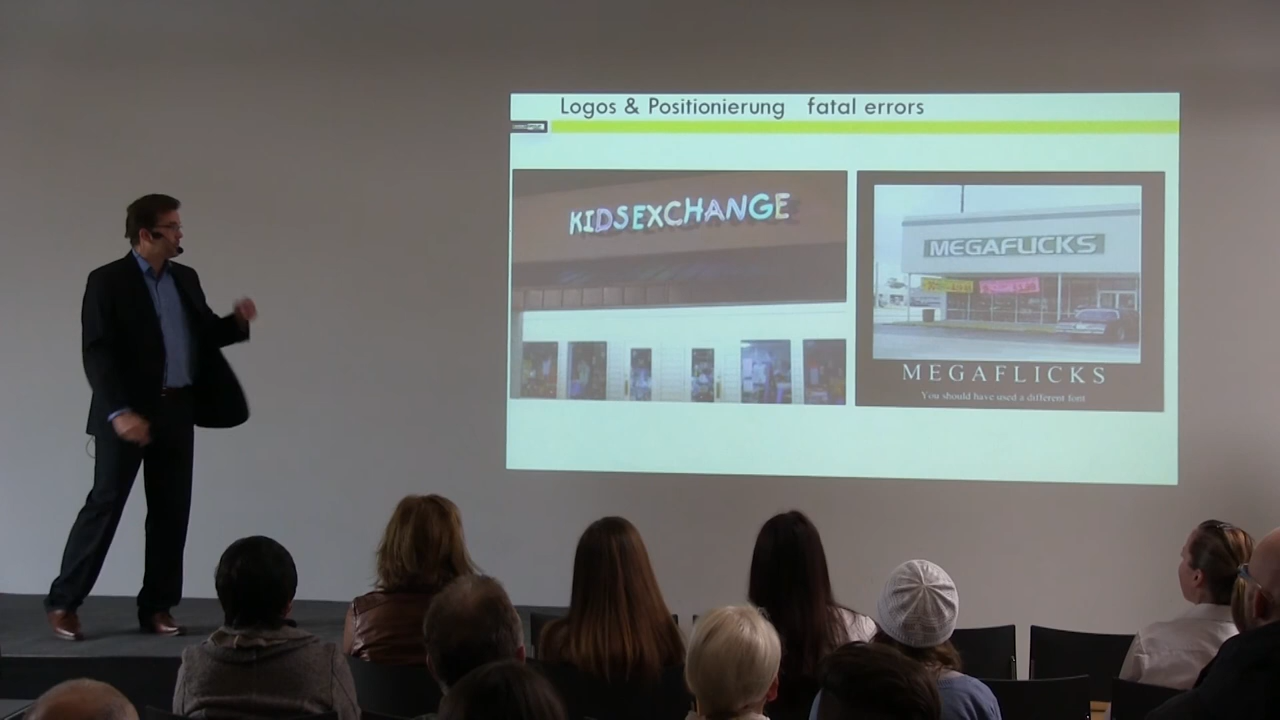 Logos & Positionierung fatal errors
KIDSEXCHANGE
MEGAFLICKS
MEGAFLICKS
You should have used a different font